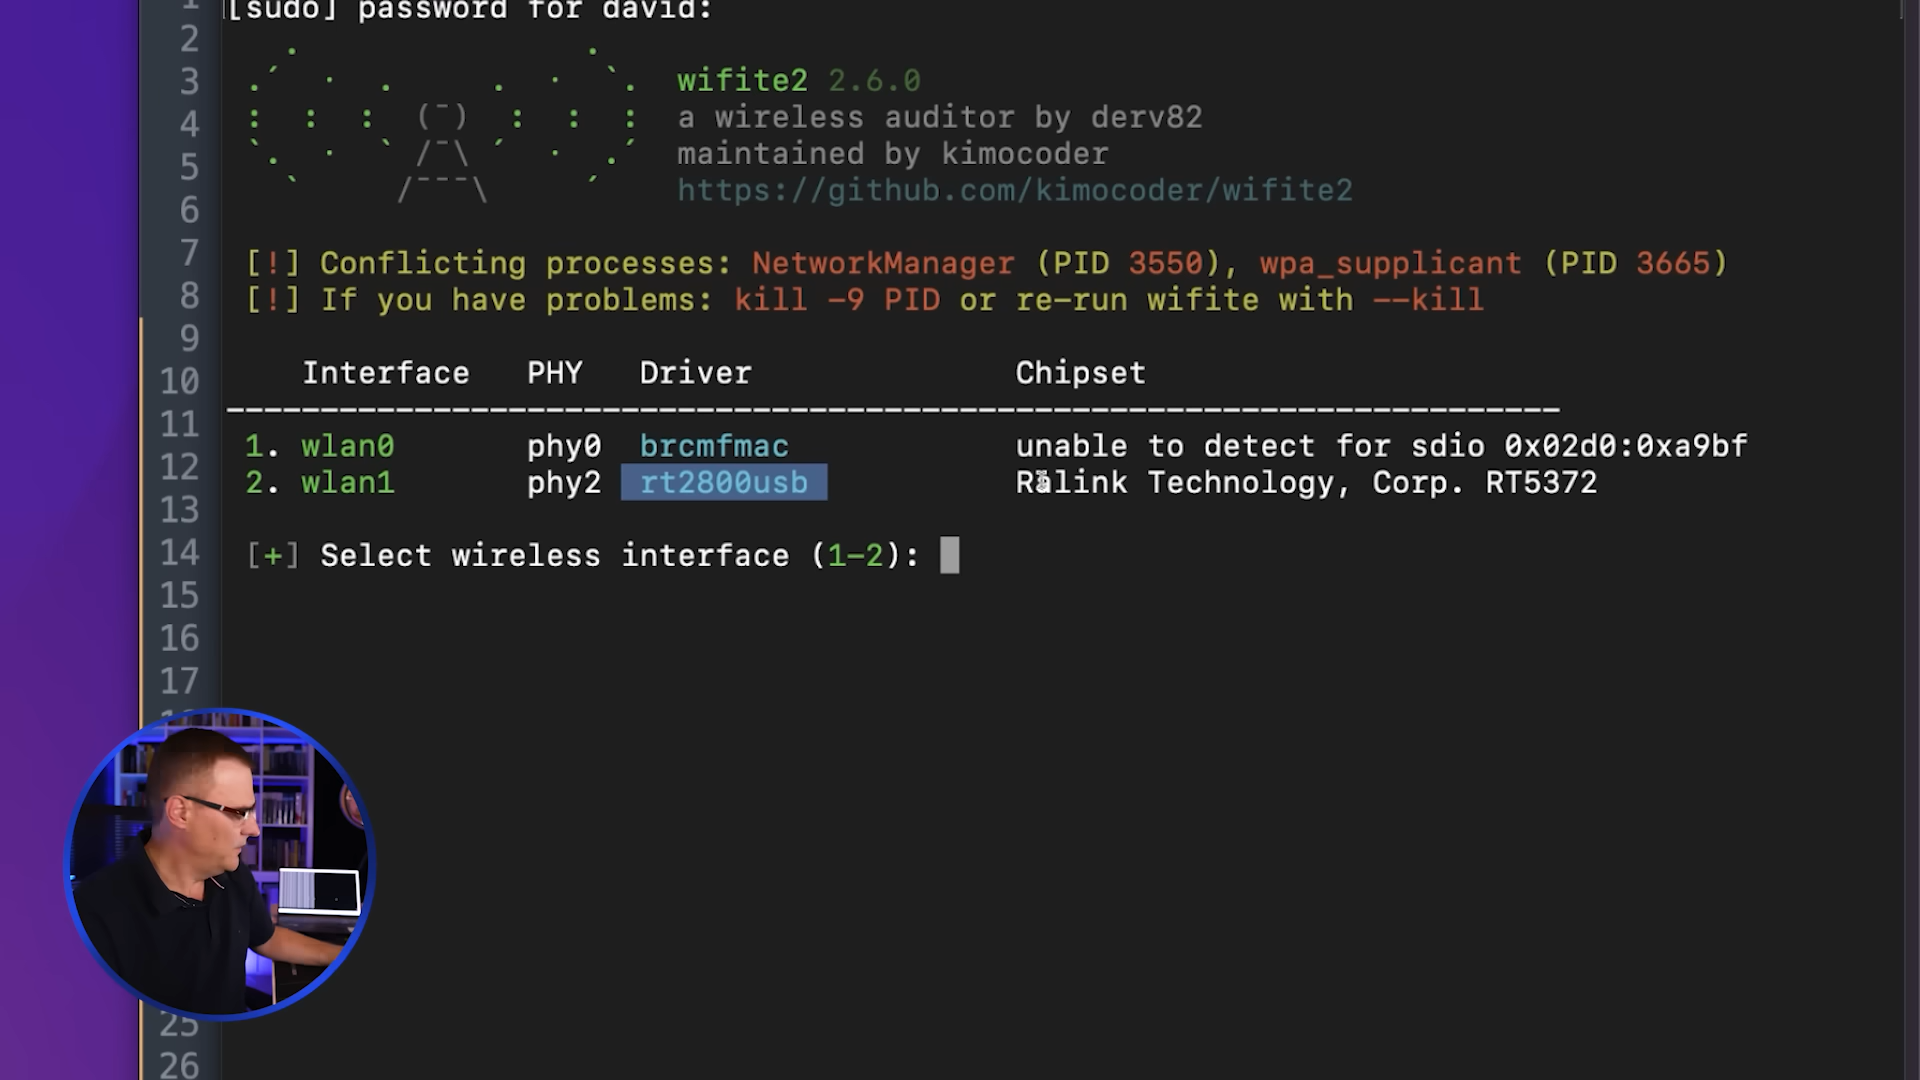 1 [sudo] password for david:
2
3 wifite2 2.6.0
4 a wireless auditor by derv82
5 maintained by kimocoder
6 https://github.com/kimocoder/wifite2
7 [!] Conflicting processes: NetworkManager (PID 3550), wpa_supplicant (PID 3665)
8 [!] If you have problems: kill -9 PID or re-run wifite with --kill
9
10 Interface PHY Driver Chipset
11 1. wlan0 phy0 brcmfmac unable to detect for sdio 0x02d0:0xa9bf
12 2. wlan1 phy2 rt2800usb Ralink Technology, Corp. RT5372
13
14 [+] Select wireless interface (1-2):
15
16
17
25
26